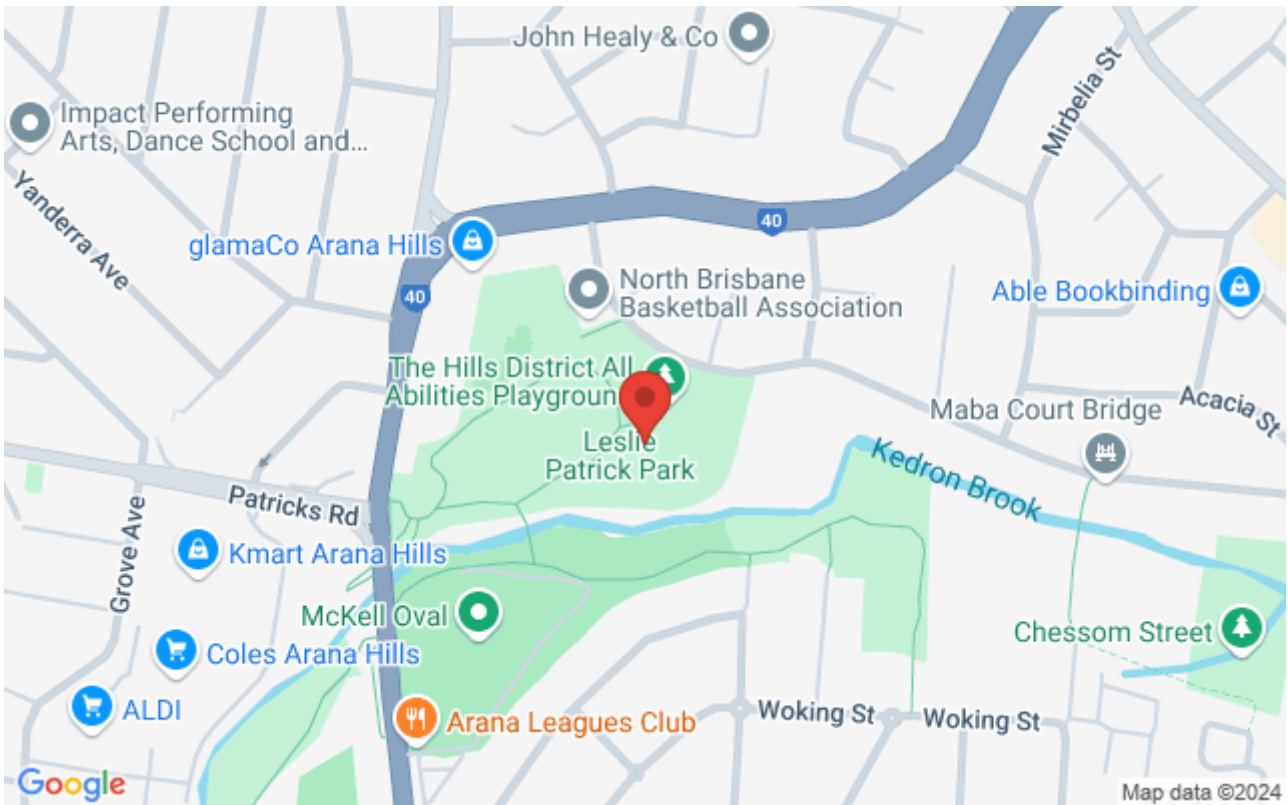 John Healy & Co
Impact Performing
Arts, Dance School and...
Mirbelia St
Yanderra Ave
40
glamaCo Arana Hills
40
North Brisbane
Basketball Association
Able Bookbinding
The Hills District All
Abilities Playgroun
Leslie
Patrick Park
Acacia St
Maba Court Bridge
Kedron Brook
Patricks Rd
Grove Ave
Kmart Arana Hills
McKell Oval
Chessom Street
Coles Arana Hills
ALDI
Arana Leagues Club
Woking St
Woking St
Google
Map data ©2024